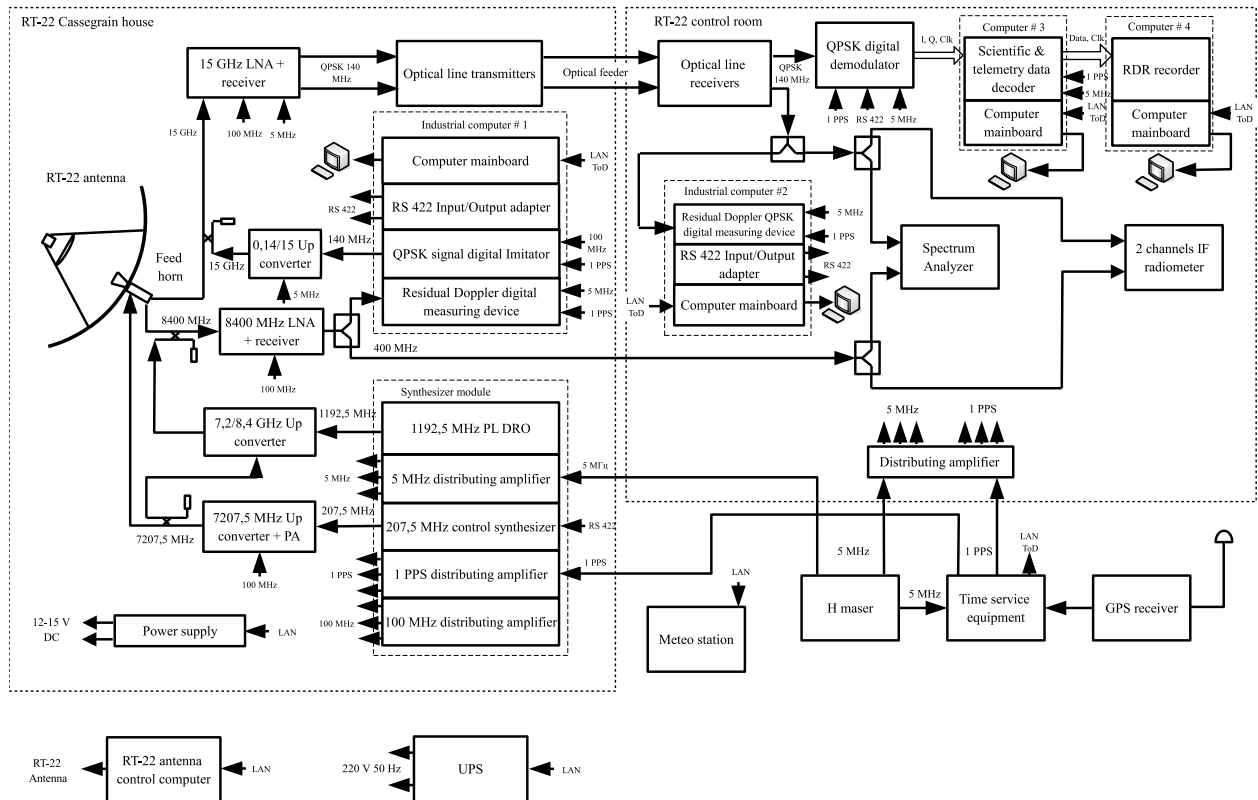 RT-22 Cassegrain house
RT-22 control room
15 GHz LNA +
receiver
QPSK 140
MHz
Optical line transmitters
Optical feeder
Optical line
receivers
QPSK
140 MHz
QPSK digital
demodulator
I, Q, Clk
Computer # 3
Scientific &
telemetry data
decoder
Computer
mainboard
Data, Clk
1 PPS
5 MHz
LAN
ToD
Computer # 4
RDR recorder
Computer
mainboard
LAN
ToD
1 PPS
RS 422
5 MHz
15 GHz
100 MHz
5 MHz
Industrial computer # 1
Computer mainboard
LAN
ToD
RS 422 Input/Output adapter
RS 422
QPSK signal digital Imitator
100
MHz
1 PPS
Residual Doppler digital
measuring device
5 MHz
1 PPS
RT-22 antenna
Feed
horn
0,14/15 Up
converter
140 MHz
15 GHz
5 MHz
8400 MHz
8400 MHz LNA
+ receiver
100 MHz
400 MHz
Industrial computer #2
Residual Doppler QPSK
digital measuring device
5 MHz
1 PPS
RS 422 Input/Output
adapter
RS 422
Computer mainboard
LAN
ToD
Spectrum
Analyzer
2 channels IF
radiometer
Synthesizer module
1192,5 MHz PL DRO
1192,5 MHz
7,2/8,4 GHz Up
converter
5 MHz distributing amplifier
5 MHz
5 МГц
207,5 MHz control synthesizer
207,5 MHz
RS 422
7207,5 MHz Up
converter + PA
7207,5 MHz
100 MHz
1 PPS distributing amplifier
1 PPS
1 PPS
100 MHz distributing amplifier
100 MHz
5 MHz
1 PPS
Distributing amplifier
5 MHz
1 PPS
LAN
ToD
H maser
5 MHz
Time service
equipment
GPS receiver
LAN
Meteo station
12-15 V
DC
Power supply
LAN
RT-22
Antenna
RT-22 antenna
control computer
LAN
220 V 50 Hz
UPS
LAN